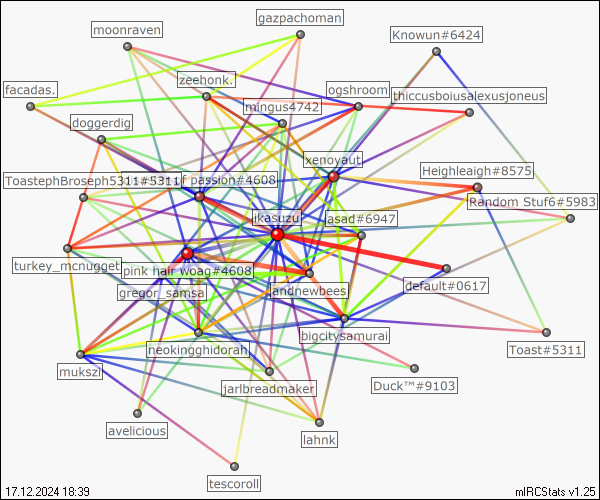 gazpachoman
moonraven
Knowun#6424
zeehonk.
facadas.
ogshroom
thiccusboiusalexusjoneus
mingus4742
doggerdig
xenoyaut
Heighleaigh#8575
ToastephBroseph5311#5311
f passion#4608
Random Stuf6#5983
ikasuzu
asad#6947
turkey_mcnugget
pink hair woag#4608
default#0617
gregor_samsa
andnewbees
bigcitysamurai
neokingghidorah
Toast#5311
mukszi
jarlbreadmaker
Duck™#9103
avelicious
lahnk
tescoroll
17.12.2024 18:39
mIRCStats v1.25